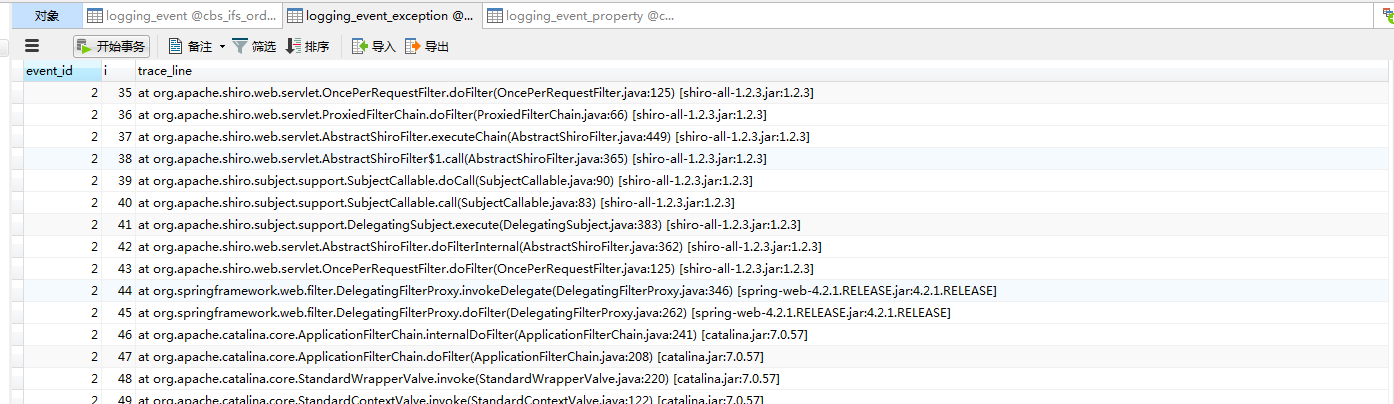 对象 logging_event @cbs_ifs_ord... logging_event_exception @... logging_event_property @c...
开始事务 备注 筛选 排序 导入 导出
event_id i trace_line
2 35 at org.apache.shiro.web.servlet.OncePerRequestFilter.doFilter(OncePerRequestFilter.java:125) [shiro-all-1.2.3.jar:1.2.3]
2 36 at org.apache.shiro.web.servlet.ProxiedFilterChain.doFilter(ProxiedFilterChain.java:66) [shiro-all-1.2.3.jar:1.2.3]
2 37 at org.apache.shiro.web.servlet.AbstractShiroFilter.executeChain(AbstractShiroFilter.java:449) [shiro-all-1.2.3.jar:1.2.3]
2 38 at org.apache.shiro.web.servlet.AbstractShiroFilter$1.call(AbstractShiroFilter.java:365) [shiro-all-1.2.3.jar:1.2.3]
2 39 at org.apache.shiro.subject.support.SubjectCallable.doCall(SubjectCallable.java:90) [shiro-all-1.2.3.jar:1.2.3]
2 40 at org.apache.shiro.subject.support.SubjectCallable.call(SubjectCallable.java:83) [shiro-all-1.2.3.jar:1.2.3]
2 41 at org.apache.shiro.subject.support.DelegatingSubject.execute(DelegatingSubject.java:383) [shiro-all-1.2.3.jar:1.2.3]
2 42 at org.apache.shiro.web.servlet.AbstractShiroFilter.doFilterInternal(AbstractShiroFilter.java:362) [shiro-all-1.2.3.jar:1.2.3]
2 43 at org.apache.shiro.web.servlet.OncePerRequestFilter.doFilter(OncePerRequestFilter.java:125) [shiro-all-1.2.3.jar:1.2.3]
2 44 at org.springframework.web.filter.DelegatingFilterProxy.invokeDelegate(DelegatingFilterProxy.java:346) [spring-web-4.2.1.RELEASE.jar:4.2.1.RELEASE]
2 45 at org.springframework.web.filter.DelegatingFilterProxy.doFilter(DelegatingFilterProxy.java:262) [spring-web-4.2.1.RELEASE.jar:4.2.1.RELEASE]
2 46 at org.apache.catalina.core.ApplicationFilterChain.internalDoFilter(ApplicationFilterChain.java:241) [catalina.jar:7.0.57]
2 47 at org.apache.catalina.core.ApplicationFilterChain.doFilter(ApplicationFilterChain.java:208) [catalina.jar:7.0.57]
2 48 at org.apache.catalina.core.StandardWrapperValve.invoke(StandardWrapperValve.java:220) [catalina.jar:7.0.57]
2 49 at org.apache.catalina.core.StandardContextValve.invoke(StandardContextValve.java:122) [catalina.jar:7.0.57]